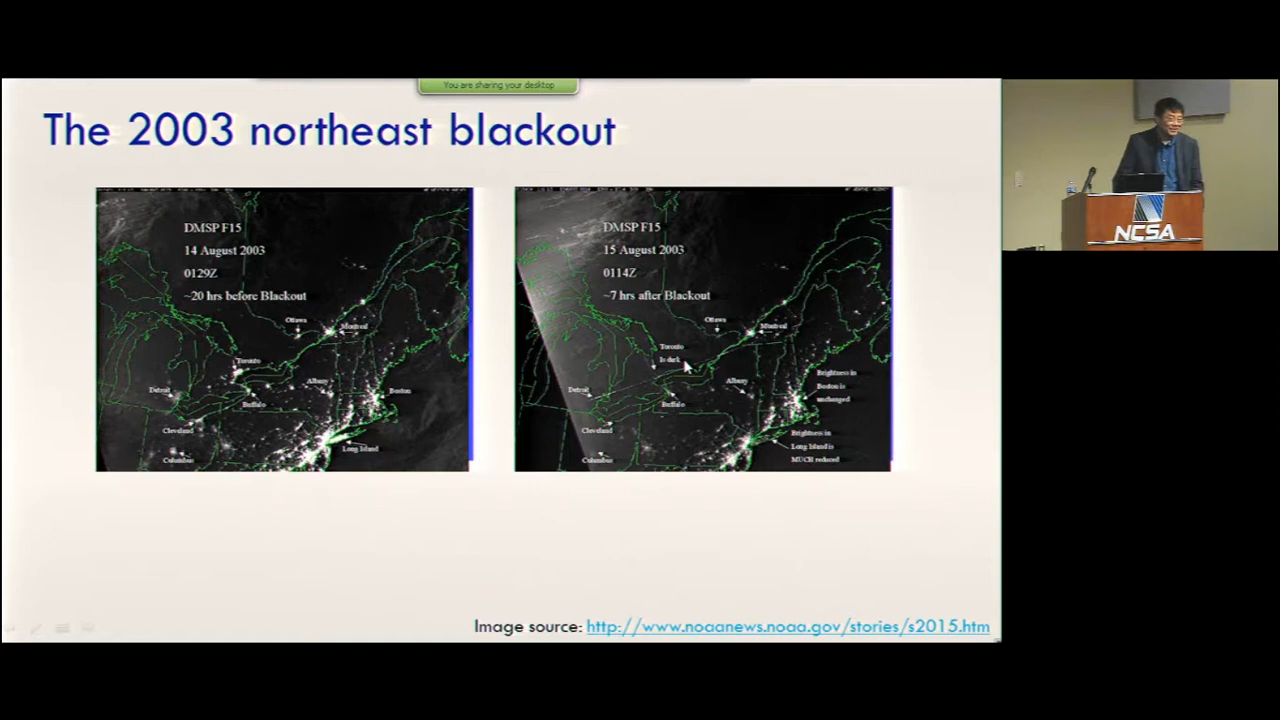 You are sharing your desktop
The 2003 northeast blackout
DMSP F15
14 August 2003
0129Z
~20 hrs before Blackout
Ottawa
Montreal
Toronto
Detroit
Albany
Boston
Buffalo
Cleveland
Long Island
Columbus
DMSP F15
15 August 2003
0114Z
~7 hrs after Blackout
Ottawa
Montreal
Toronto
Is dark
Brightness in
Boston is
unchanged
Detroit
Albany
Buffalo
Cleveland
Brightness in
Long Island is
MUCH reduced
Columbus
Image source: http://www.noaanews.noaa.gov/stories/s2015.htm
NCSA